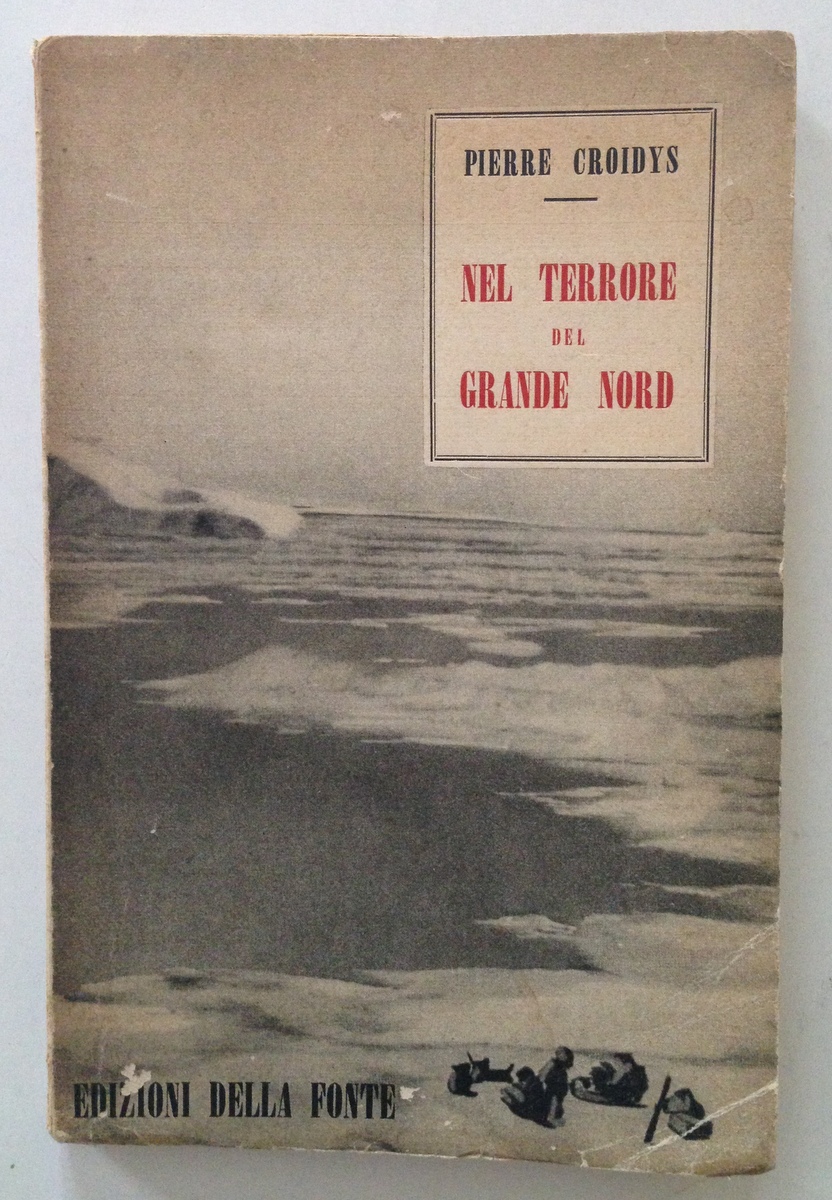 PIERRE CROIDYS
NEL TERRORE
DEL
GRANDE NORD
EDIZIONI DELLA FONTE